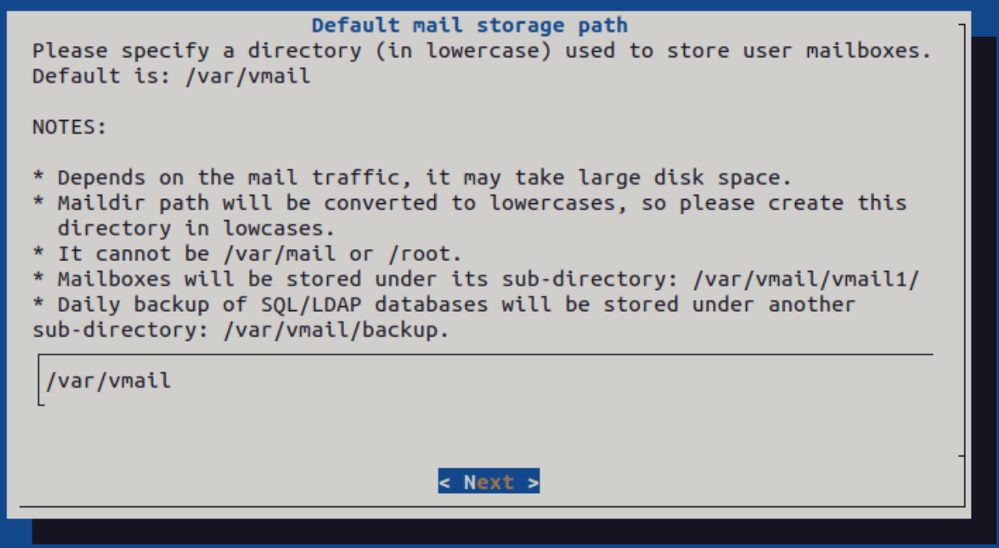 Default mail storage path
Please specify a directory (in lowercase) used to store user mailboxes.
Default is: /var/vmail
NOTES:
* Depends on the mail traffic, it may take large disk space.
* Maildir path will be converted to lowercases, so please create this
directory in lowcases.
* It cannot be /var/mail or /root.
* Mailboxes will be stored under its sub-directory: /var/vmail/vmail1/
* Daily backup of SQL/LDAP databases will be stored under another
sub-directory: /var/vmail/backup.
/var/vmail
< Next >